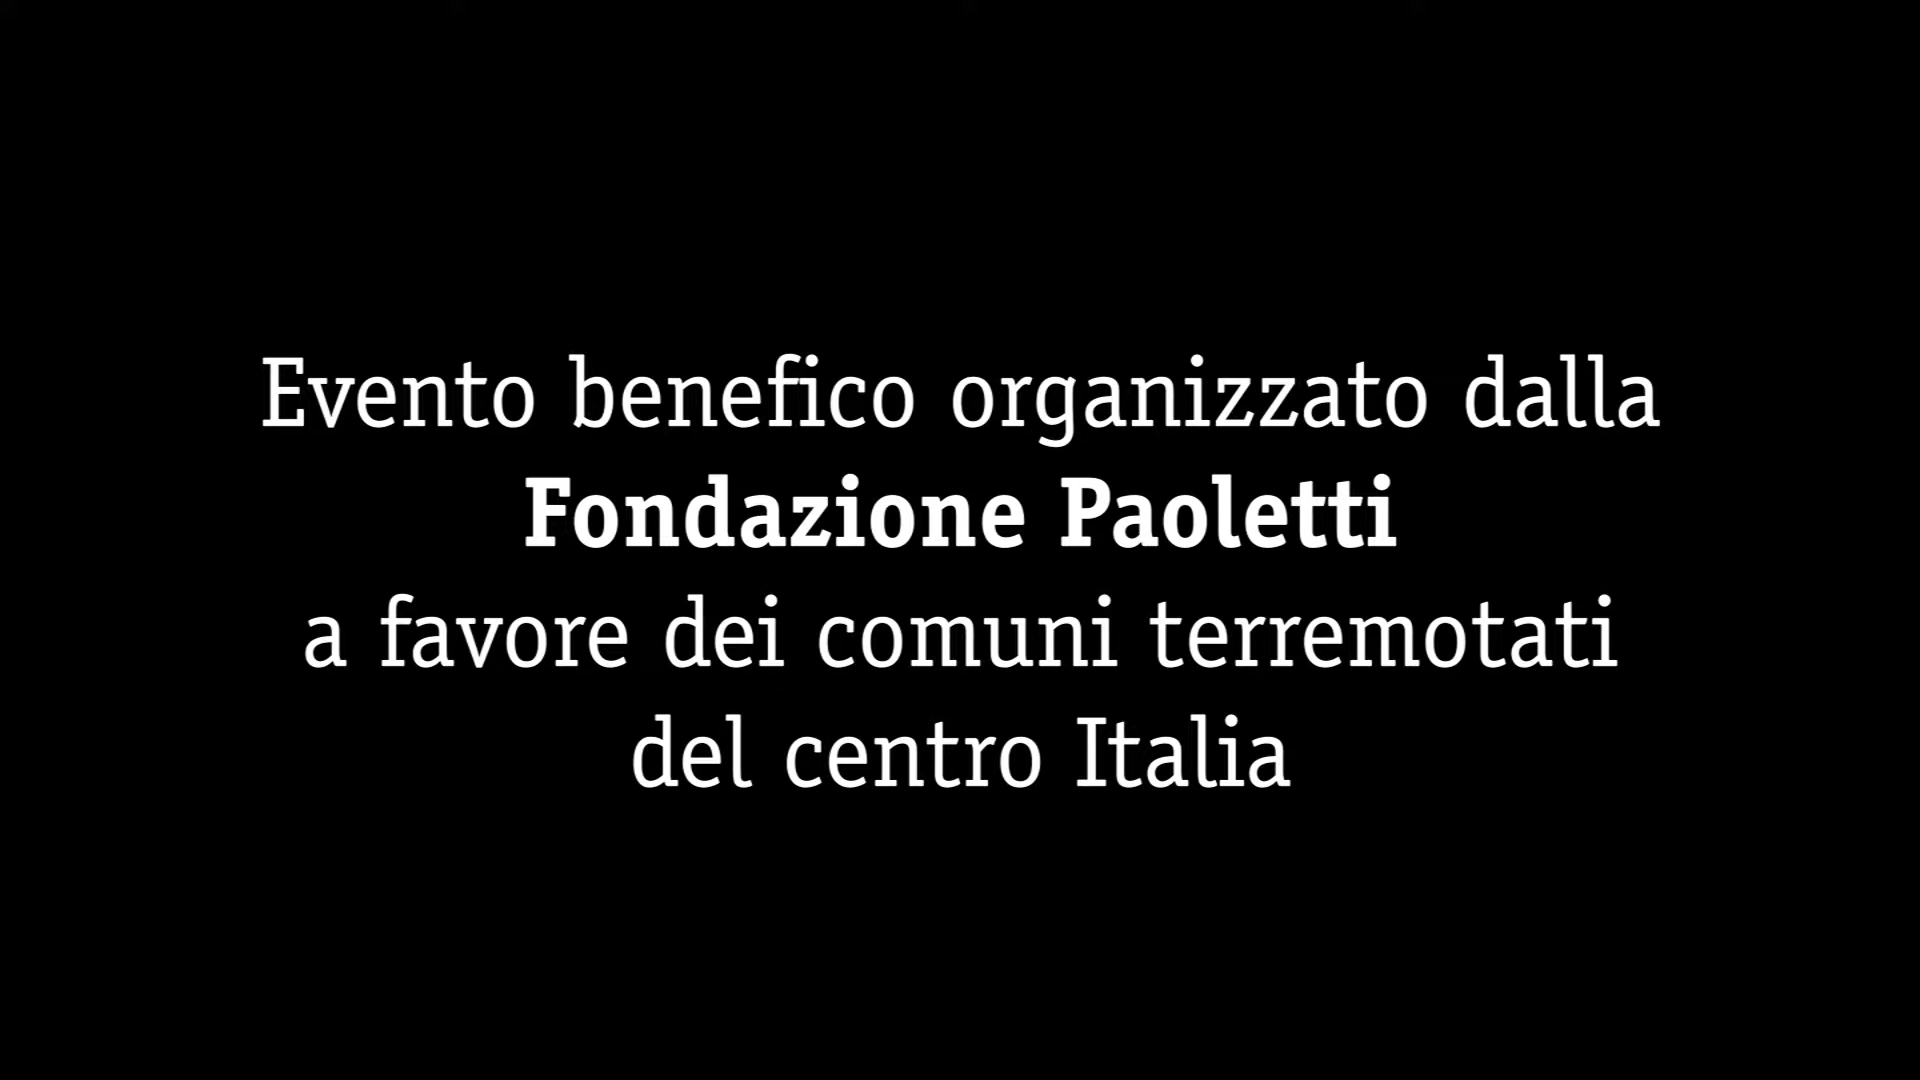 Evento benefico organizzato dalla
Fondazione Paoletti
a favore dei comuni terremotati
del centro Italia